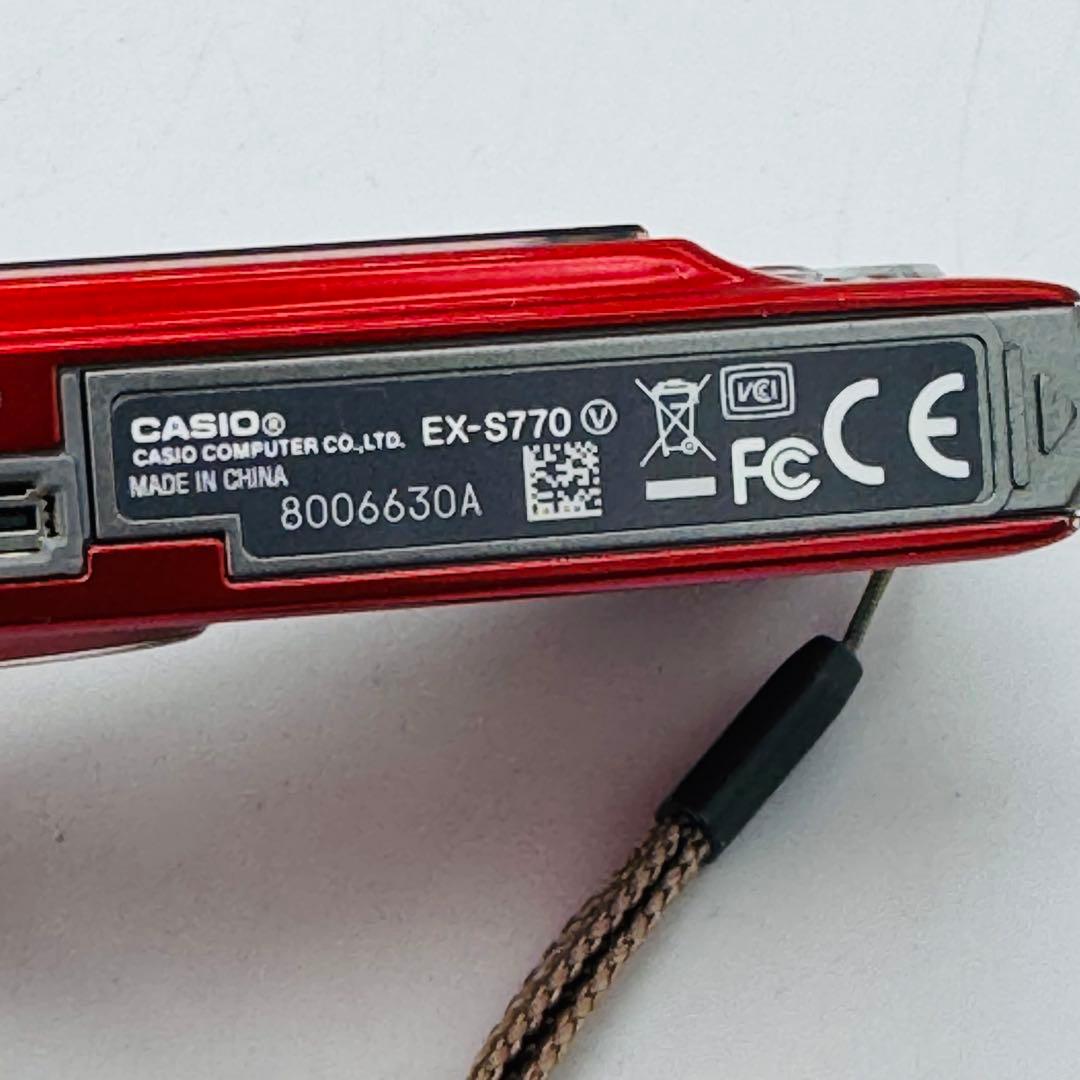 CASIO® EX-S770 Ⓥ
CASIO COMPUTER CO.,LTD.
MADE IN CHINA
8006630A
VCI
FC CE